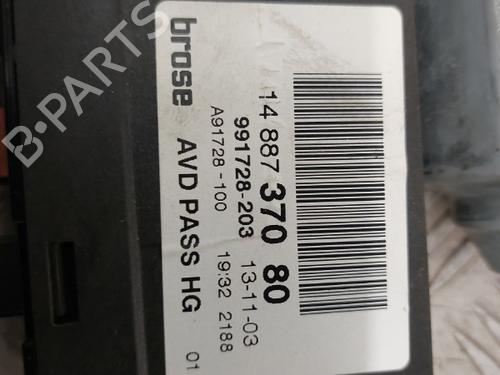 14 887 370 80
991728-203 13-11-03
A91728-100 19:32 2188
brose AVD PASS HG 01
B-PARTS